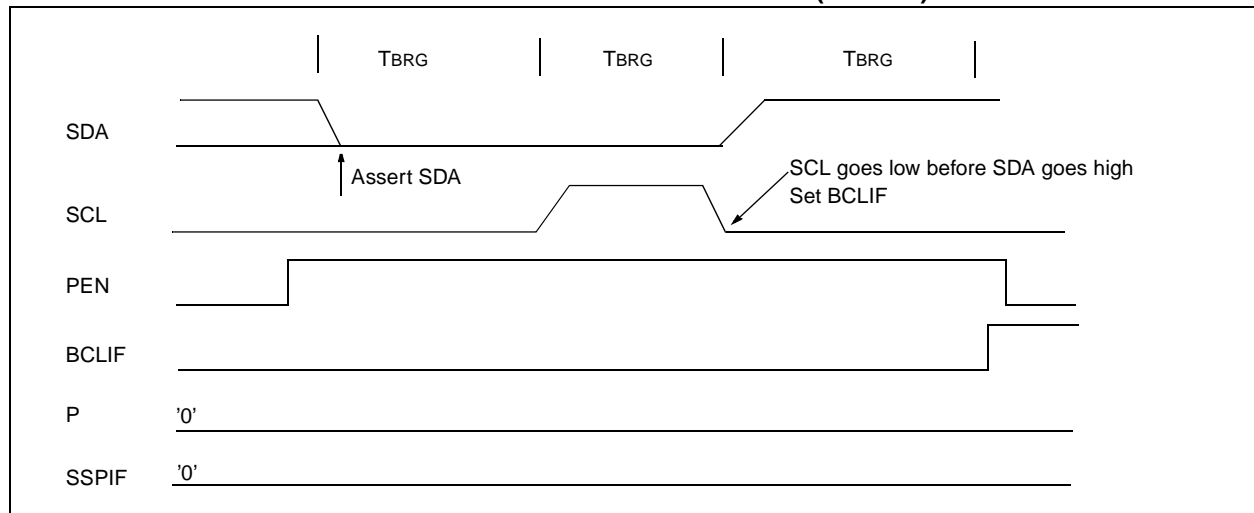 TBRG TBRG TBRG
SDA
Assert SDA
SCL goes low before SDA goes high
Set BCLIF
SCL
PEN
BCLIF
P '0'
SSPIF '0'